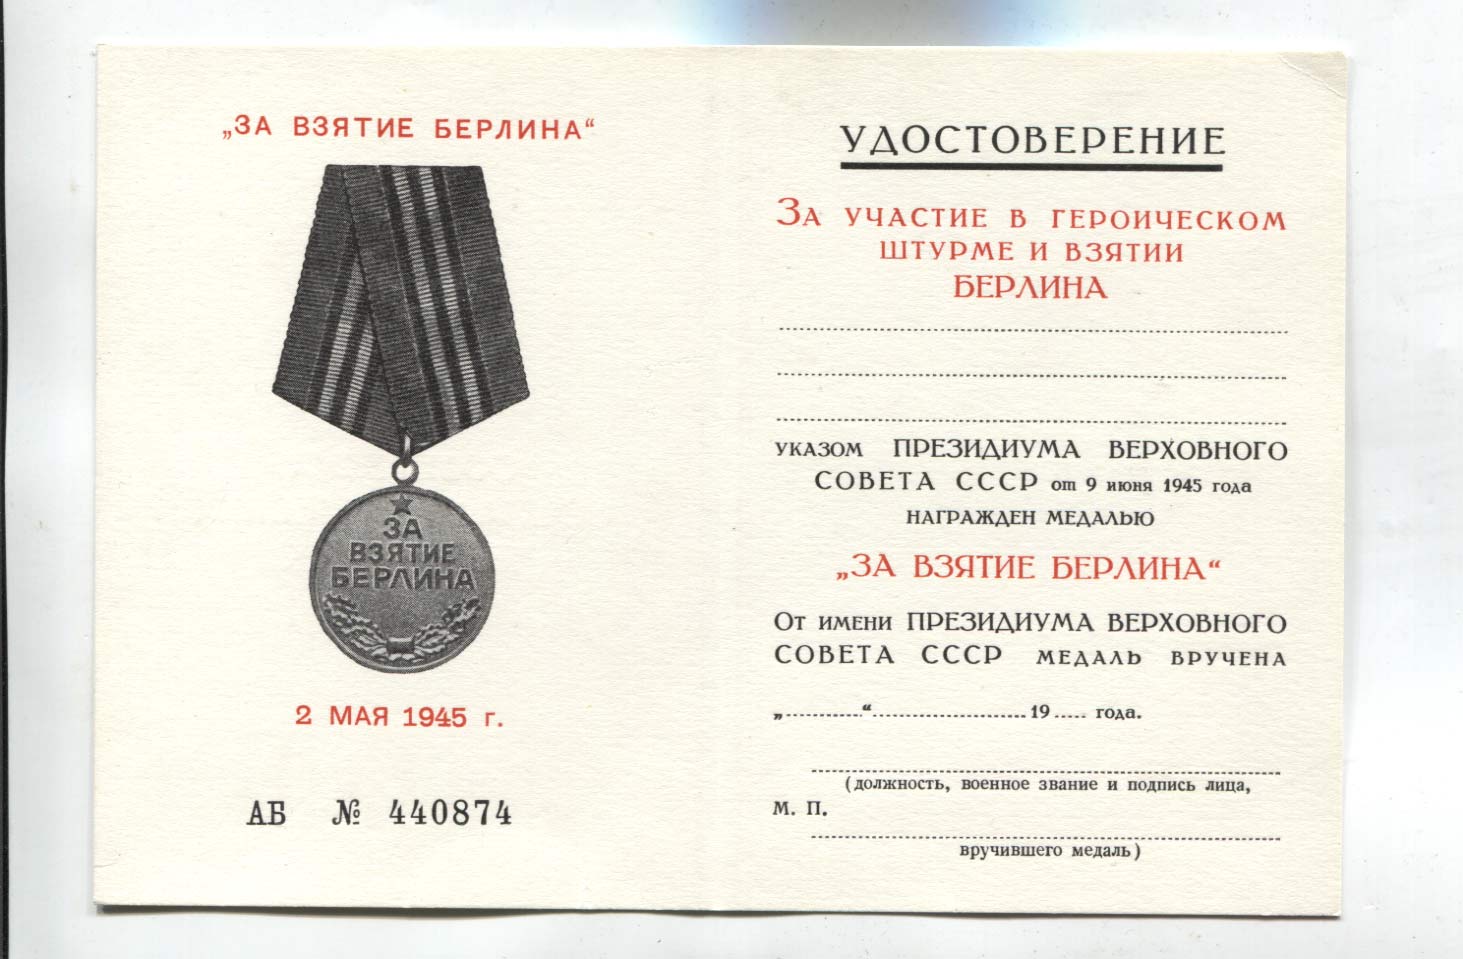 „ЗА ВЗЯТИЕ БЕРЛИНА“
ЗА
ВЗЯТИЕ
БЕРЛИНА
2 МАЯ 1945 г.
АБ № 440874
УДОСТОВЕРЕНИЕ
За УЧАСТИЕ В ГЕРОИЧЕСКОМ
ШТУРМЕ И ВЗЯТИИ
БЕРЛИНА
УКАЗОМ ПРЕЗИДИУМА ВЕРХОВНОГО
СОВЕТА СССР от 9 июня 1945 года
НАГРАЖДЕН МЕДАЛЬЮ
„ЗА ВЗЯТИЕ БЕРЛИНА“
От ИМЕНИ ПРЕЗИДИУМА ВЕРХОВНОГО
СОВЕТА СССР МЕДАЛЬ ВРУЧЕНА
„..........“.................... 19..... года.
(должность, военное звание и подпись лица,
М. П.
вручившего медаль)